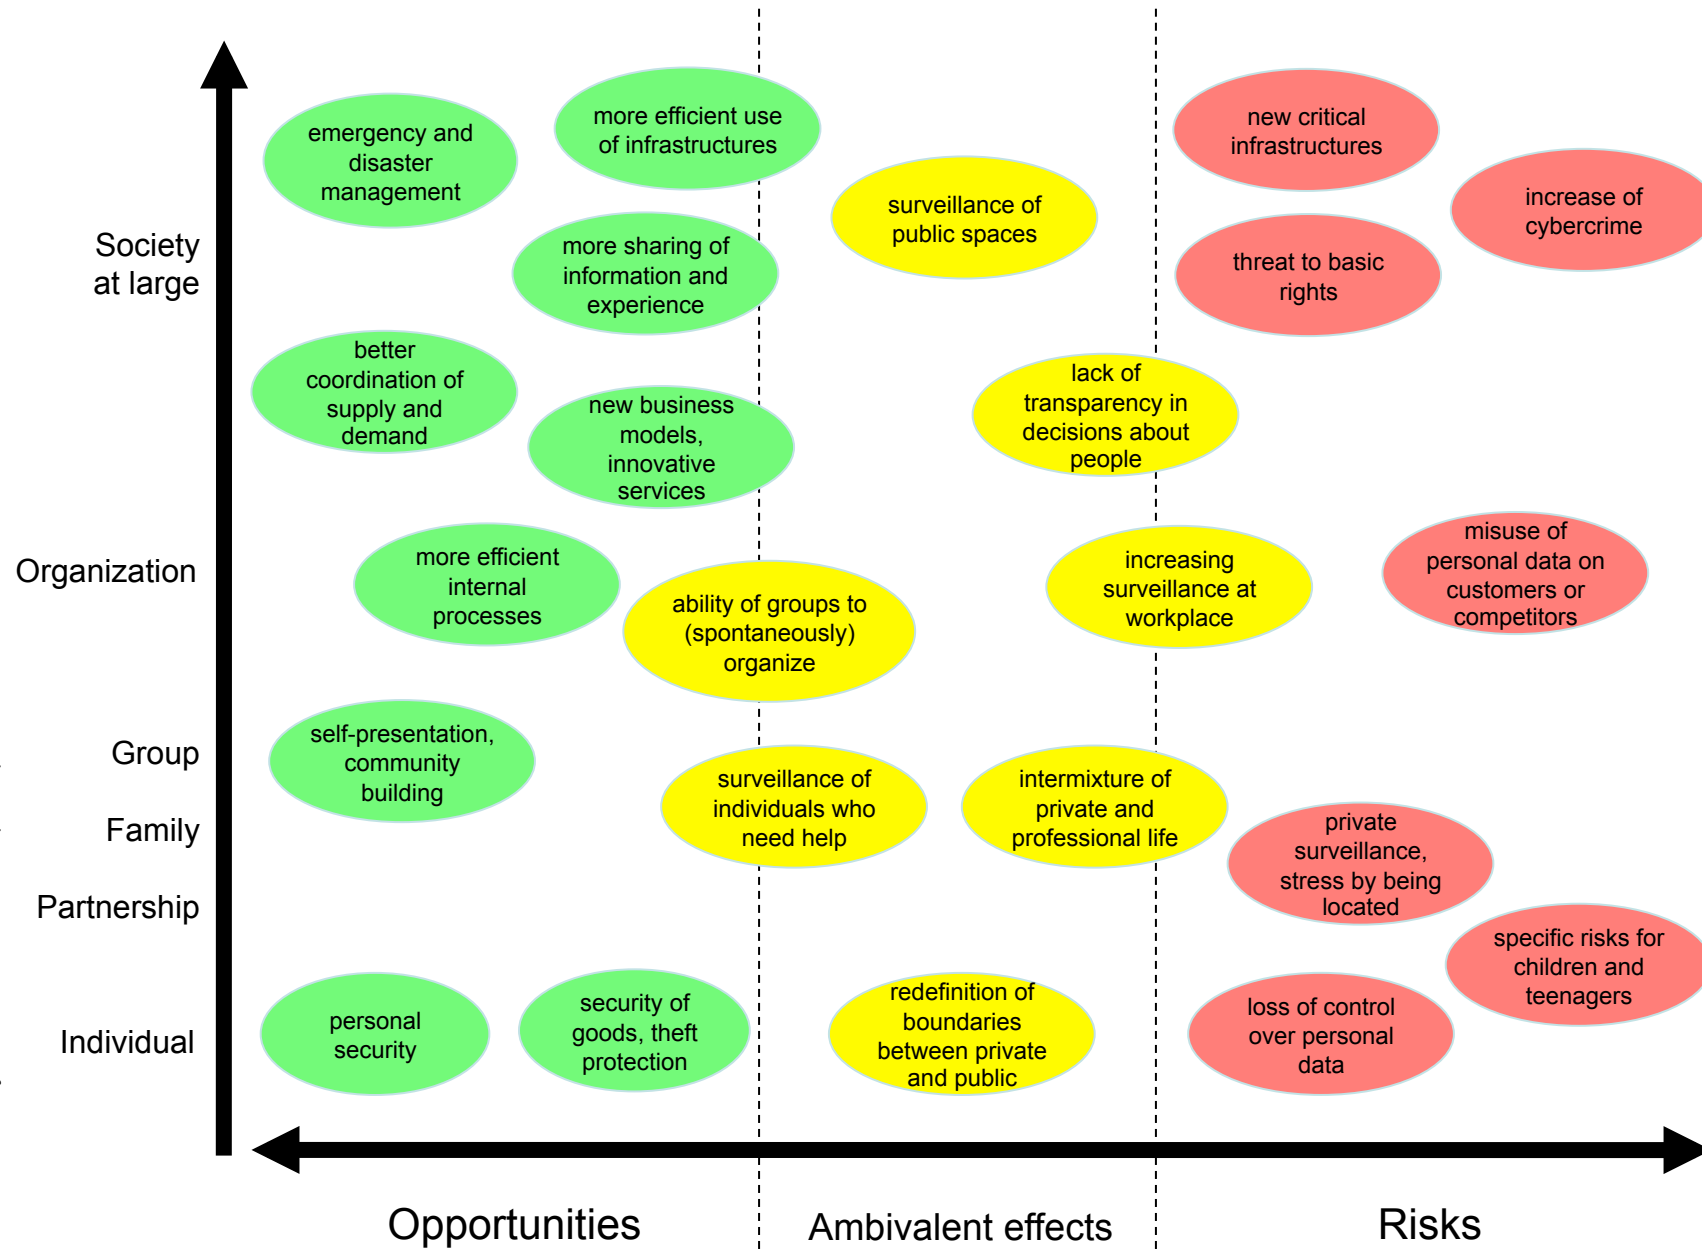 emergency and
disaster
management
more efficient use
of infrastructures
new critical
infrastructures
surveillance of
public spaces
increase of
cybercrime
Society
at large
more sharing of
information and
experience
threat to basic
rights
better
coordination of
supply and
demand
new business
models,
innovative
services
lack of
transparency in
decisions about
people
Organization
more efficient
internal
processes
ability of groups to
(spontaneously)
organize
increasing
surveillance at
workplace
misuse of
personal data on
customers or
competitors
Group
self-presentation,
community
building
surveillance of
individuals who
need help
intermixture of
private and
professional life
Family
private
surveillance,
stress by being
located
Partnership
specific risks for
children and
teenagers
Individual
personal
security
security of
goods, theft
protection
redefinition of
boundaries
between private
and public
loss of control
over personal
data
Opportunities
Ambivalent effects
Risks